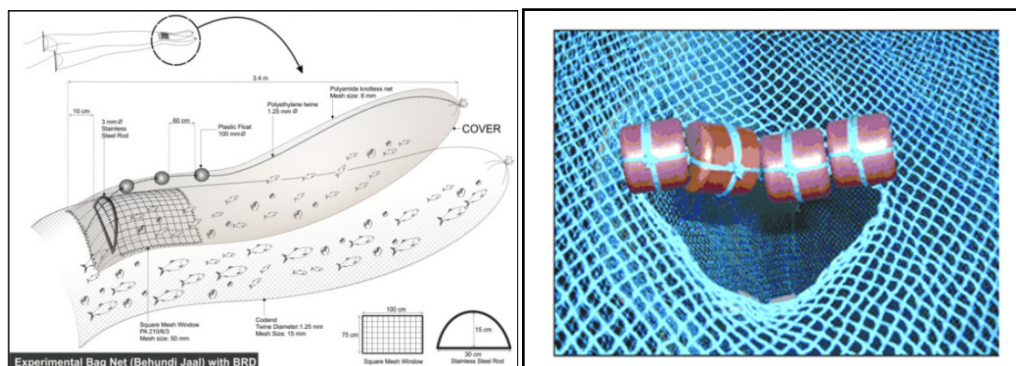 3.4 m
10 cm
3 mm Ø
Stainless
Steel Rod
60 cm
Plastic Float
100 mm Ø
Polyethylene twine
1.25 mm Ø
Polyamide knotless net
Mesh size: 8 mm
COVER
Square Mesh Window
PA 210/6/3
Mesh size: 50 mm
Codend
Twine Diameter:1.25 mm
Mesh Size: 15 mm
100 cm
75 cm
Square Mesh Window
15 cm
30 cm
Stainless Steel Rod
Experimental Bag Net (Behundi Jaal) with BRD